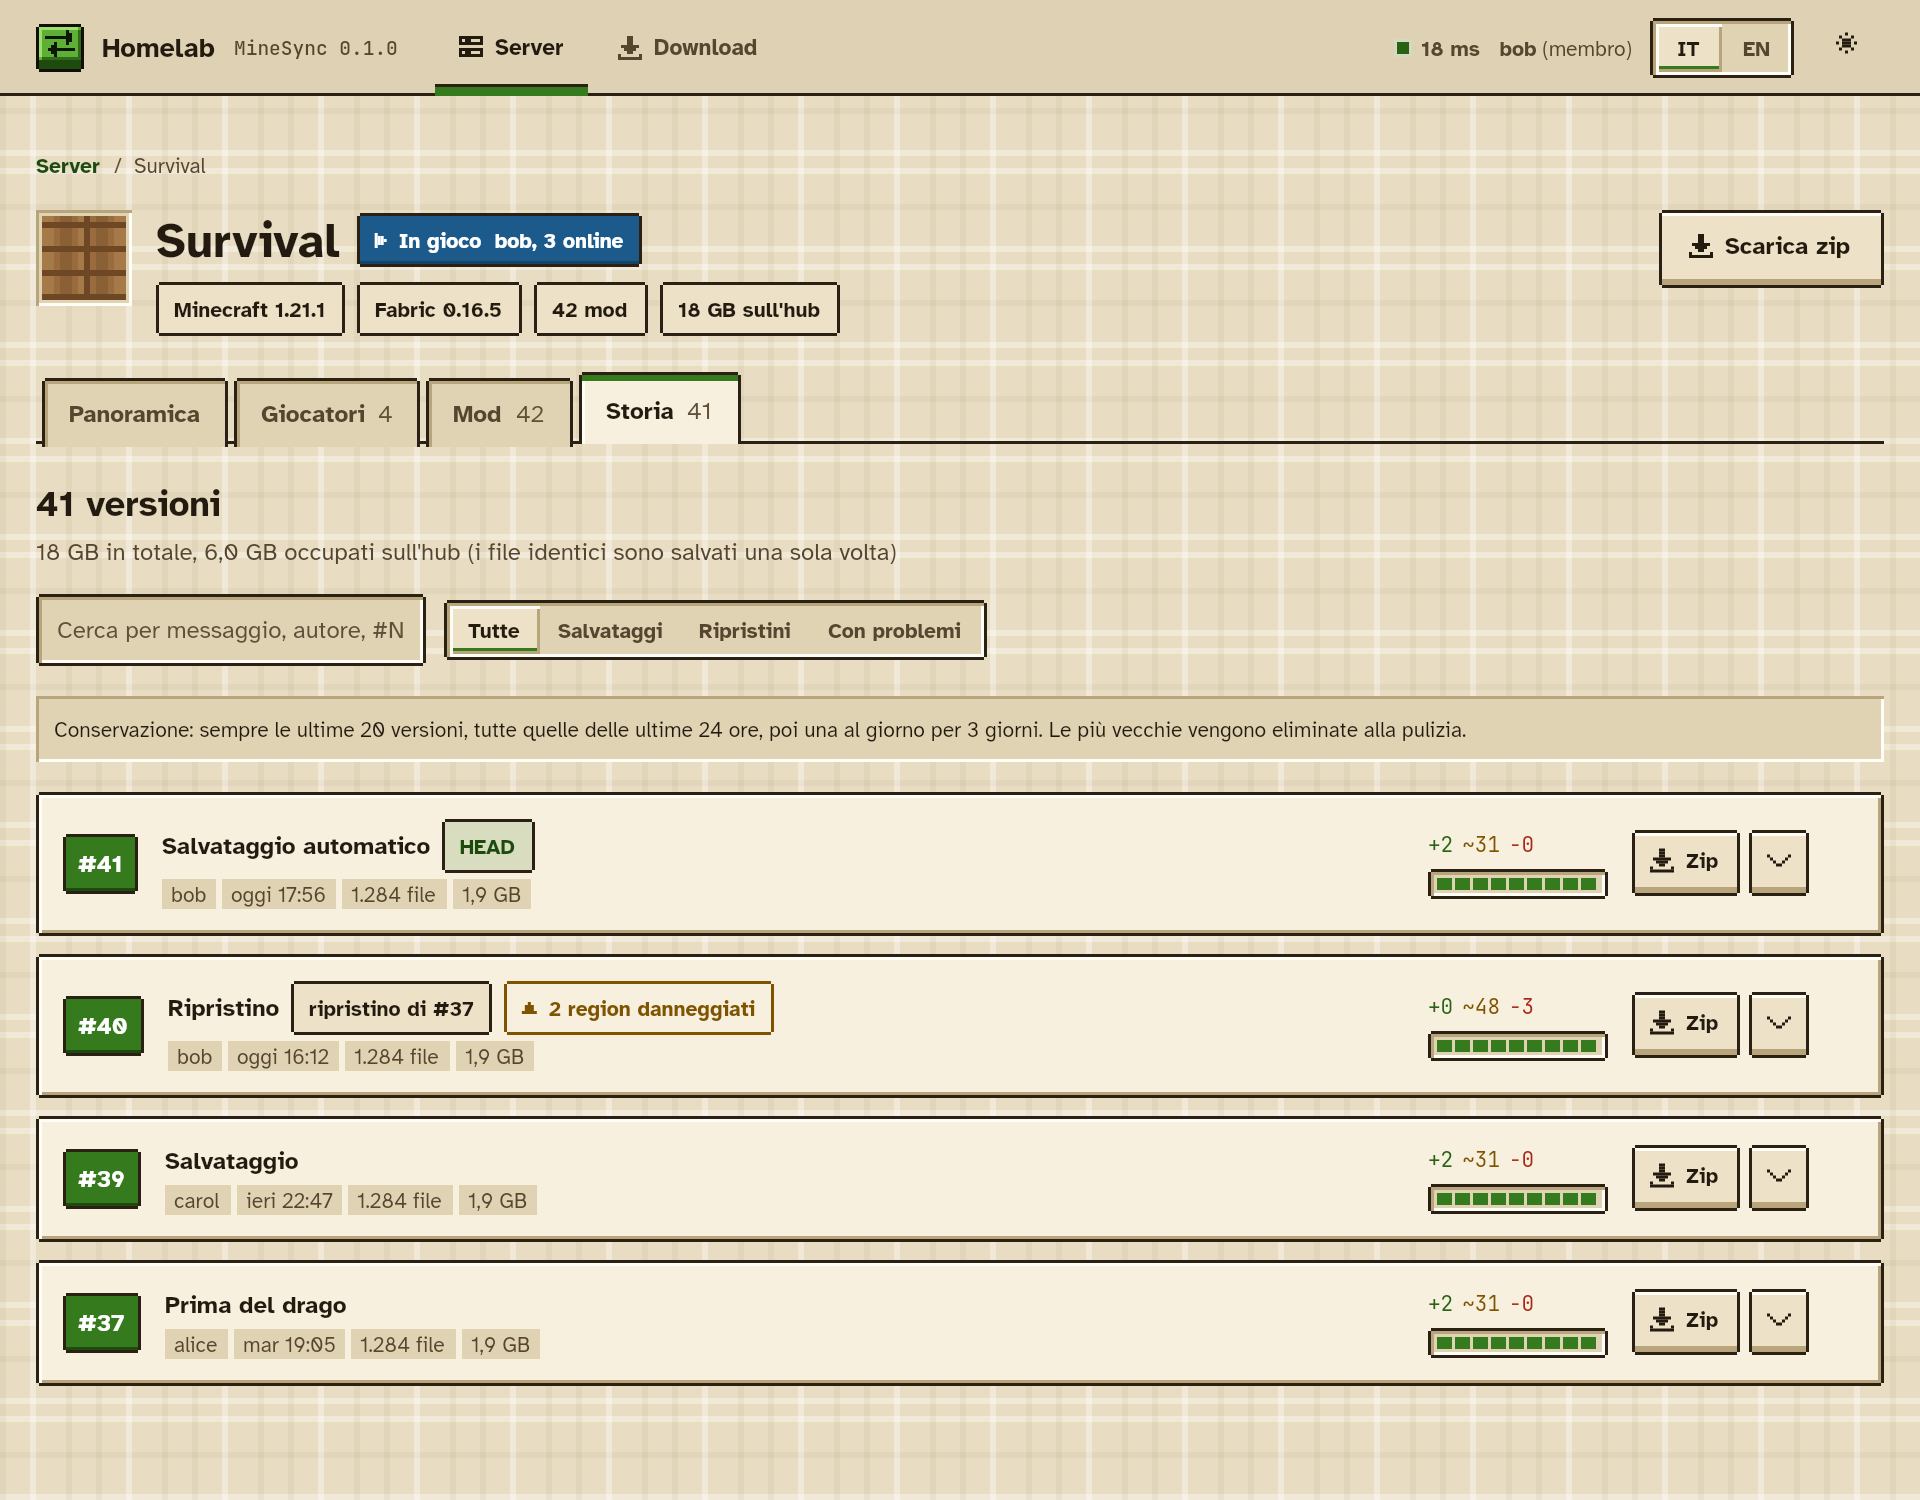 Homelab MineSync 0.1.0 Server Download 18 ms bob (membro) IT EN
Server / Survival
Survival In gioco bob, 3 online Scarica zip
Minecraft 1.21.1 Fabric 0.16.5 42 mod 18 GB sull'hub
Panoramica Giocatori 4 Mod 42 Storia 41
41 versioni
18 GB in totale, 6,0 GB occupati sull'hub (i file identici sono salvati una sola volta)
Cerca per messaggio, autore, #N Tutte Salvataggi Ripristini Con problemi
Conservazione: sempre le ultime 20 versioni, tutte quelle delle ultime 24 ore, poi una al giorno per 3 giorni. Le più vecchie vengono eliminate alla pulizia.
#41 Salvataggio automatico HEAD +2 ~31 -0 Zip
bob oggi 17:56 1.284 file 1,9 GB
#40 Ripristino ripristino di #37 2 region danneggiati +0 ~48 -3 Zip
bob oggi 16:12 1.284 file 1,9 GB
#39 Salvataggio +2 ~31 -0 Zip
carol ieri 22:47 1.284 file 1,9 GB
#37 Prima del drago +2 ~31 -0 Zip
alice mar 19:05 1.284 file 1,9 GB